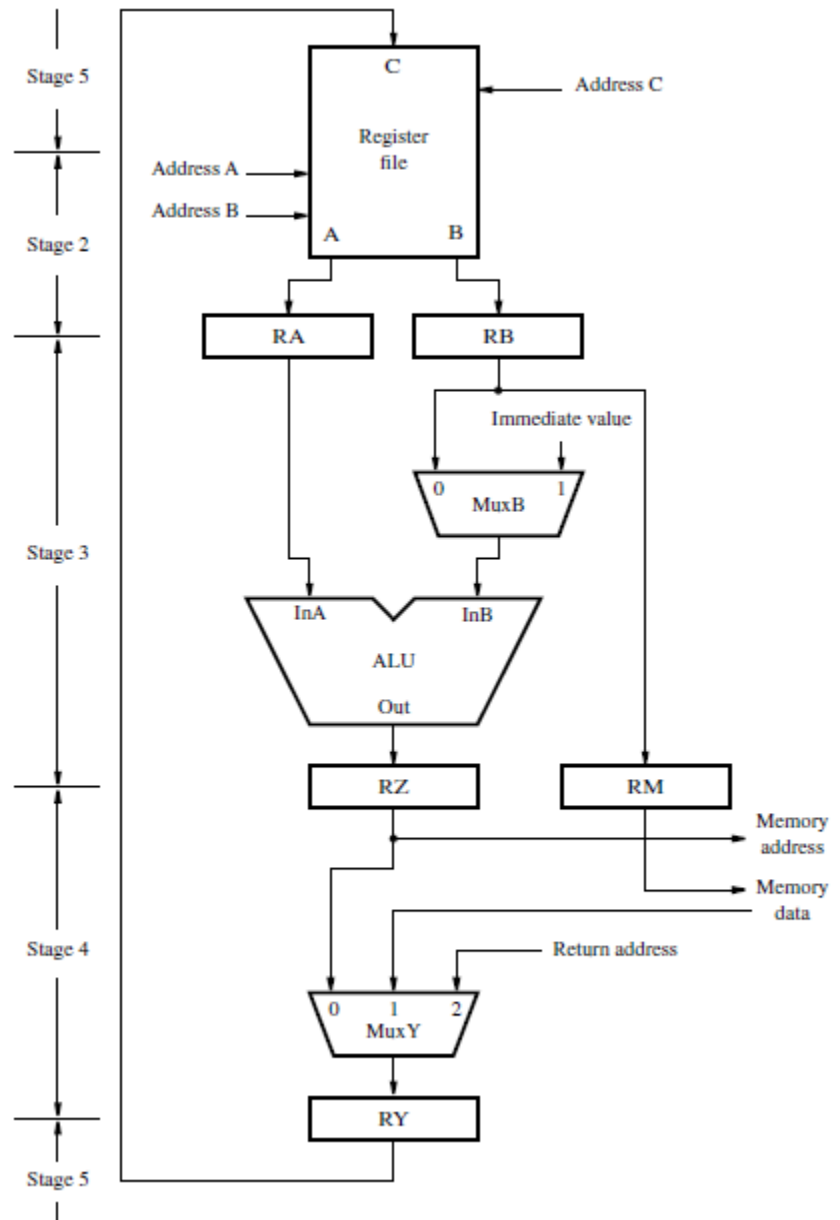 Stage 5
C
Address C
Register
file
Address A
Address B
A
B
Stage 2
RA
RB
Immediate value
0
1
MuxB
Stage 3
InA
InB
ALU
Out
RZ
RM
Memory
address
Memory
data
Stage 4
Return address
0
1
2
MuxY
RY
Stage 5